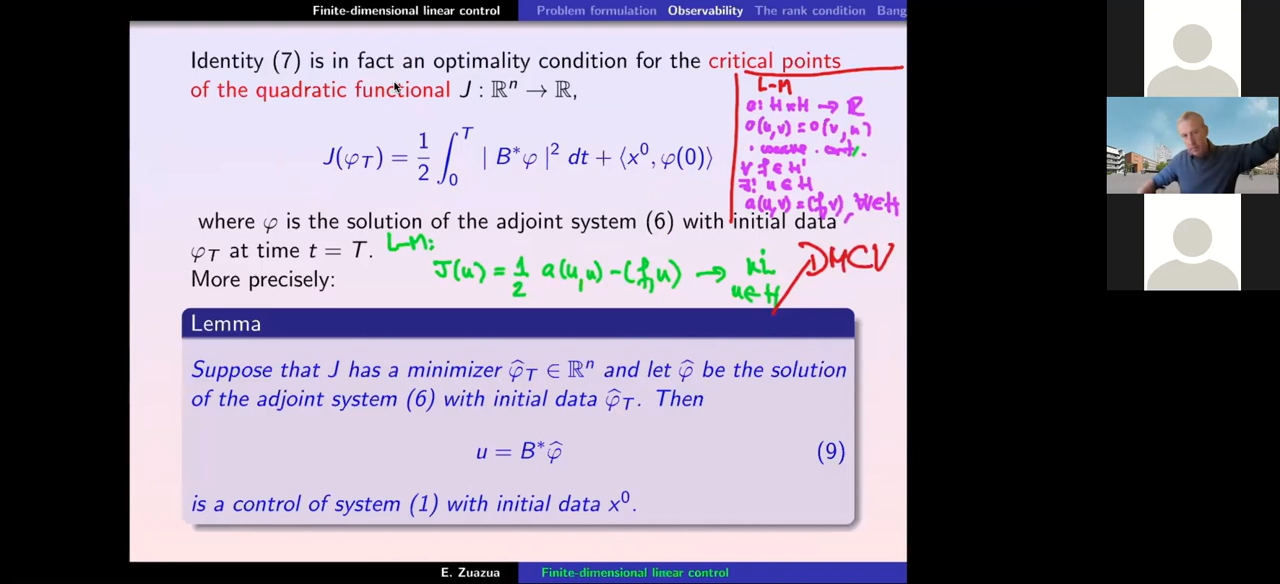 Finite-dimensional linear control
Problem formulation Observability The rank condition Bang
Identity (7) is in fact an optimality condition for the critical points
of the quadratic functional J : ℝⁿ → ℝ,
L-M
a: H×H → ℝ
a(u,v) = a(v,u)
J(φ_T) = 1/2 ∫₀ᵀ | B*φ |² dt + ⟨x⁰, φ(0)⟩
∀ f ∈ H'
∃! u ∈ H
a(u,v) = (f,v), ∀v∈H
where φ is the solution of the adjoint system (6) with initial data
φ_T at time t = T.
L-M:
J(u) = 1/2 a(u,u) - (f,u) →
u∈H
DMCV
More precisely:
Lemma
Suppose that J has a minimizer φ̂_T ∈ ℝⁿ and let φ̂ be the solution
of the adjoint system (6) with initial data φ̂_T. Then
u = B*φ̂ (9)
is a control of system (1) with initial data x⁰.
E. Zuazua Finite-dimensional linear control